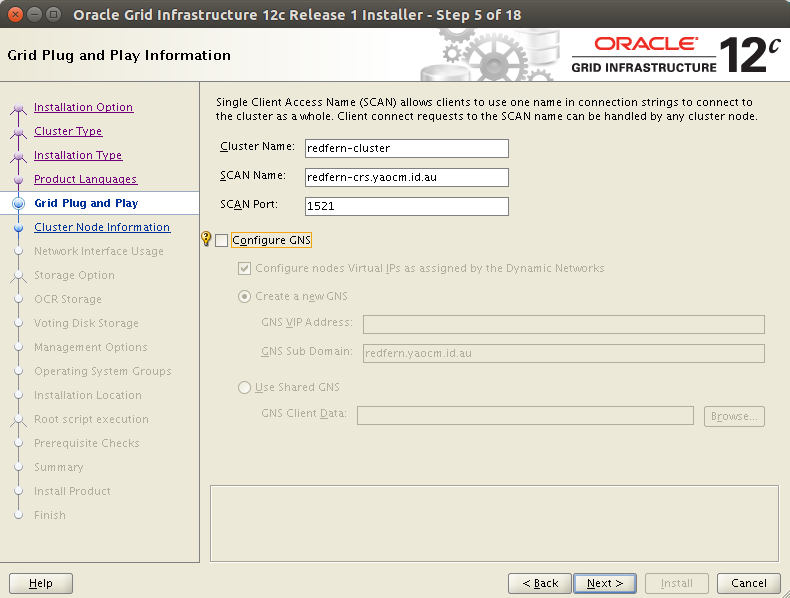 Oracle Grid Infrastructure 12c Release 1 Installer - Step 5 of 18
Grid Plug and Play Information
ORACLE
GRID INFRASTRUCTURE
12c
Installation Option
Cluster Type
Installation Type
Product Languages
Grid Plug and Play
Cluster Node Information
Network Interface Usage
Storage Option
OCR Storage
Voting Disk Storage
Management Options
Operating System Groups
Installation Location
Root script execution
Prerequisite Checks
Summary
Install Product
Finish
Single Client Access Name (SCAN) allows clients to use one name in connection strings to connect to
the cluster as a whole. Client connect requests to the SCAN name can be handled by any cluster node.
Cluster Name: redfern-cluster
SCAN Name: redfern-crs.yaocm.id.au
SCAN Port: 1521
Configure GNS
Configure nodes Virtual IPs as assigned by the Dynamic Networks
Create a new GNS
GNS VIP Address:
GNS Sub Domain: redfern.yaocm.id.au
Use Shared GNS
GNS Client Data: Browse...
Help < Back Next > Install Cancel